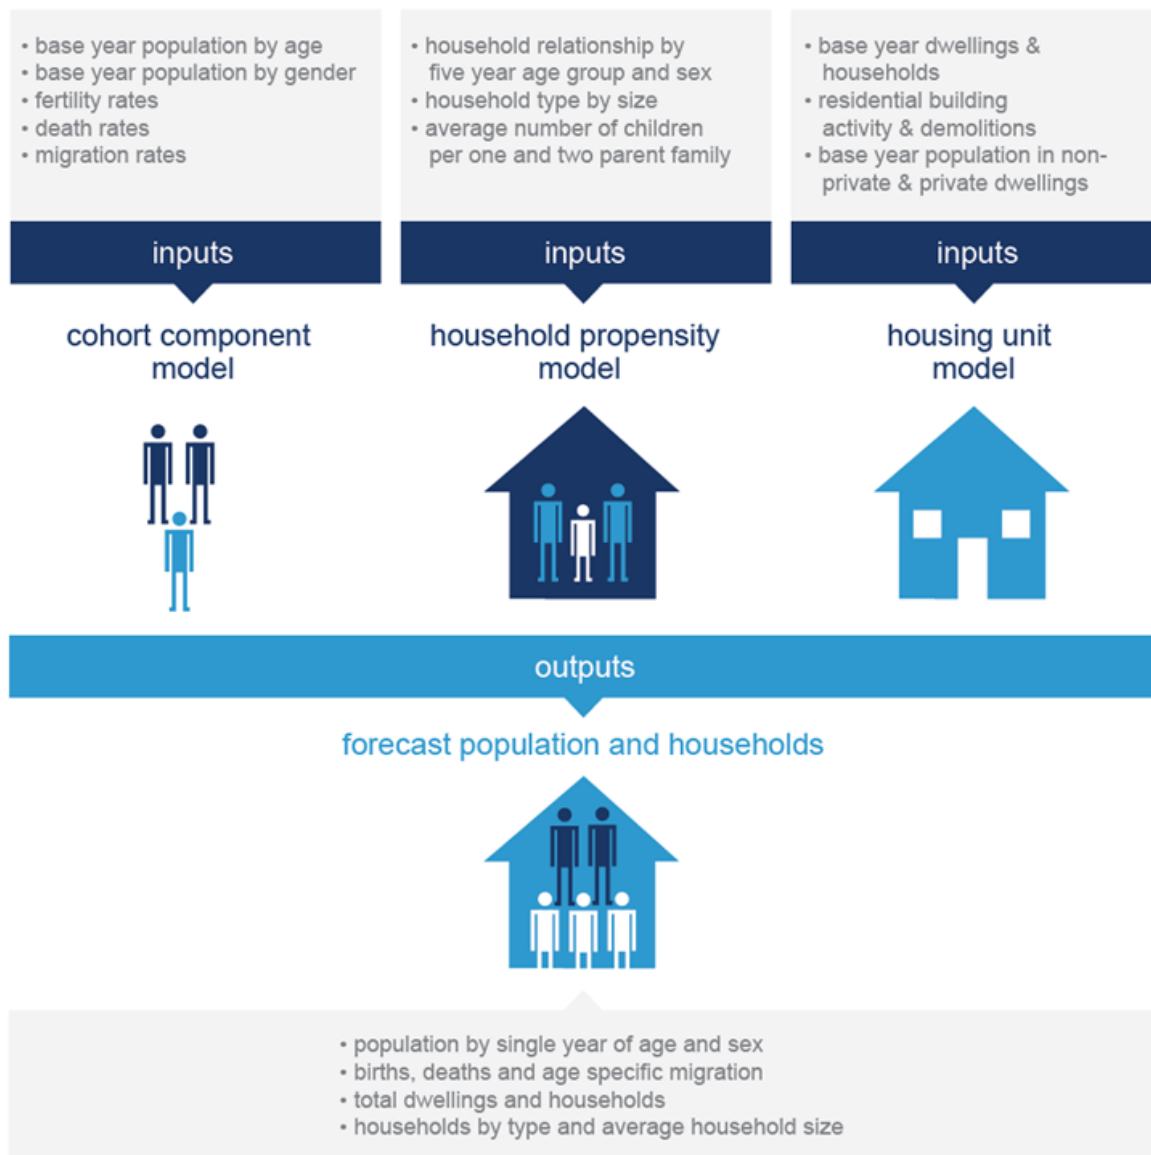 • base year population by age
• base year population by gender
• fertility rates
• death rates
• migration rates
inputs
cohort component
model
• household relationship by
five year age group and sex
• household type by size
• average number of children
per one and two parent family
inputs
household propensity
model
• base year dwellings &
households
• residential building
activity & demolitions
• base year population in non-
private & private dwellings
inputs
housing unit
model
outputs
forecast population and households
• population by single year of age and sex
• births, deaths and age specific migration
• total dwellings and households
• households by type and average household size